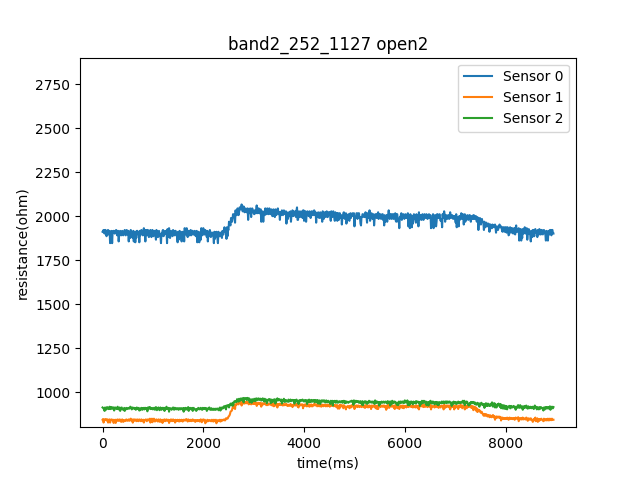 band2_252_1127 open2
Sensor 0
Sensor 1
Sensor 2
2750
2500
2250
2000
1750
1500
1250
1000
resistance(ohm)
0 2000 4000 6000 8000
time(ms)